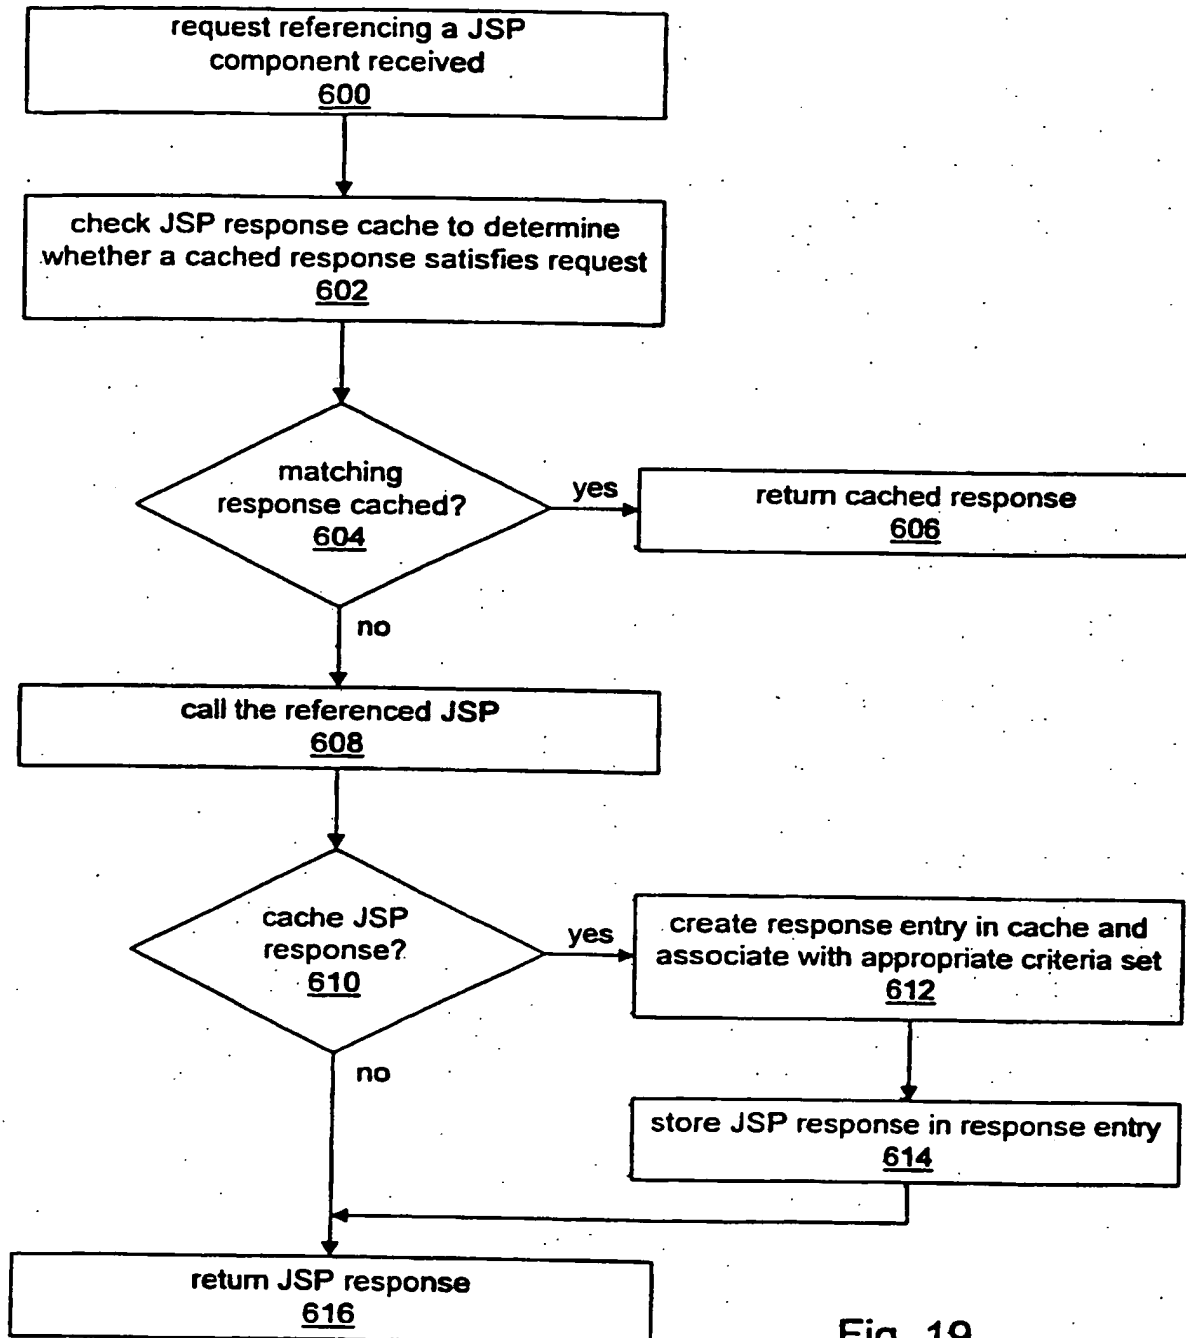 request referencing a JSP
component received
600
check JSP response cache to determine
whether a cached response satisfies request
602
matching
response cached?
604
yes
return cached response
606
no
call the referenced JSP
608
cache JSP
response?
610
yes
create response entry in cache and
associate with appropriate criteria set
612
no
store JSP response in response entry
614
return JSP response
616
Fig. 19